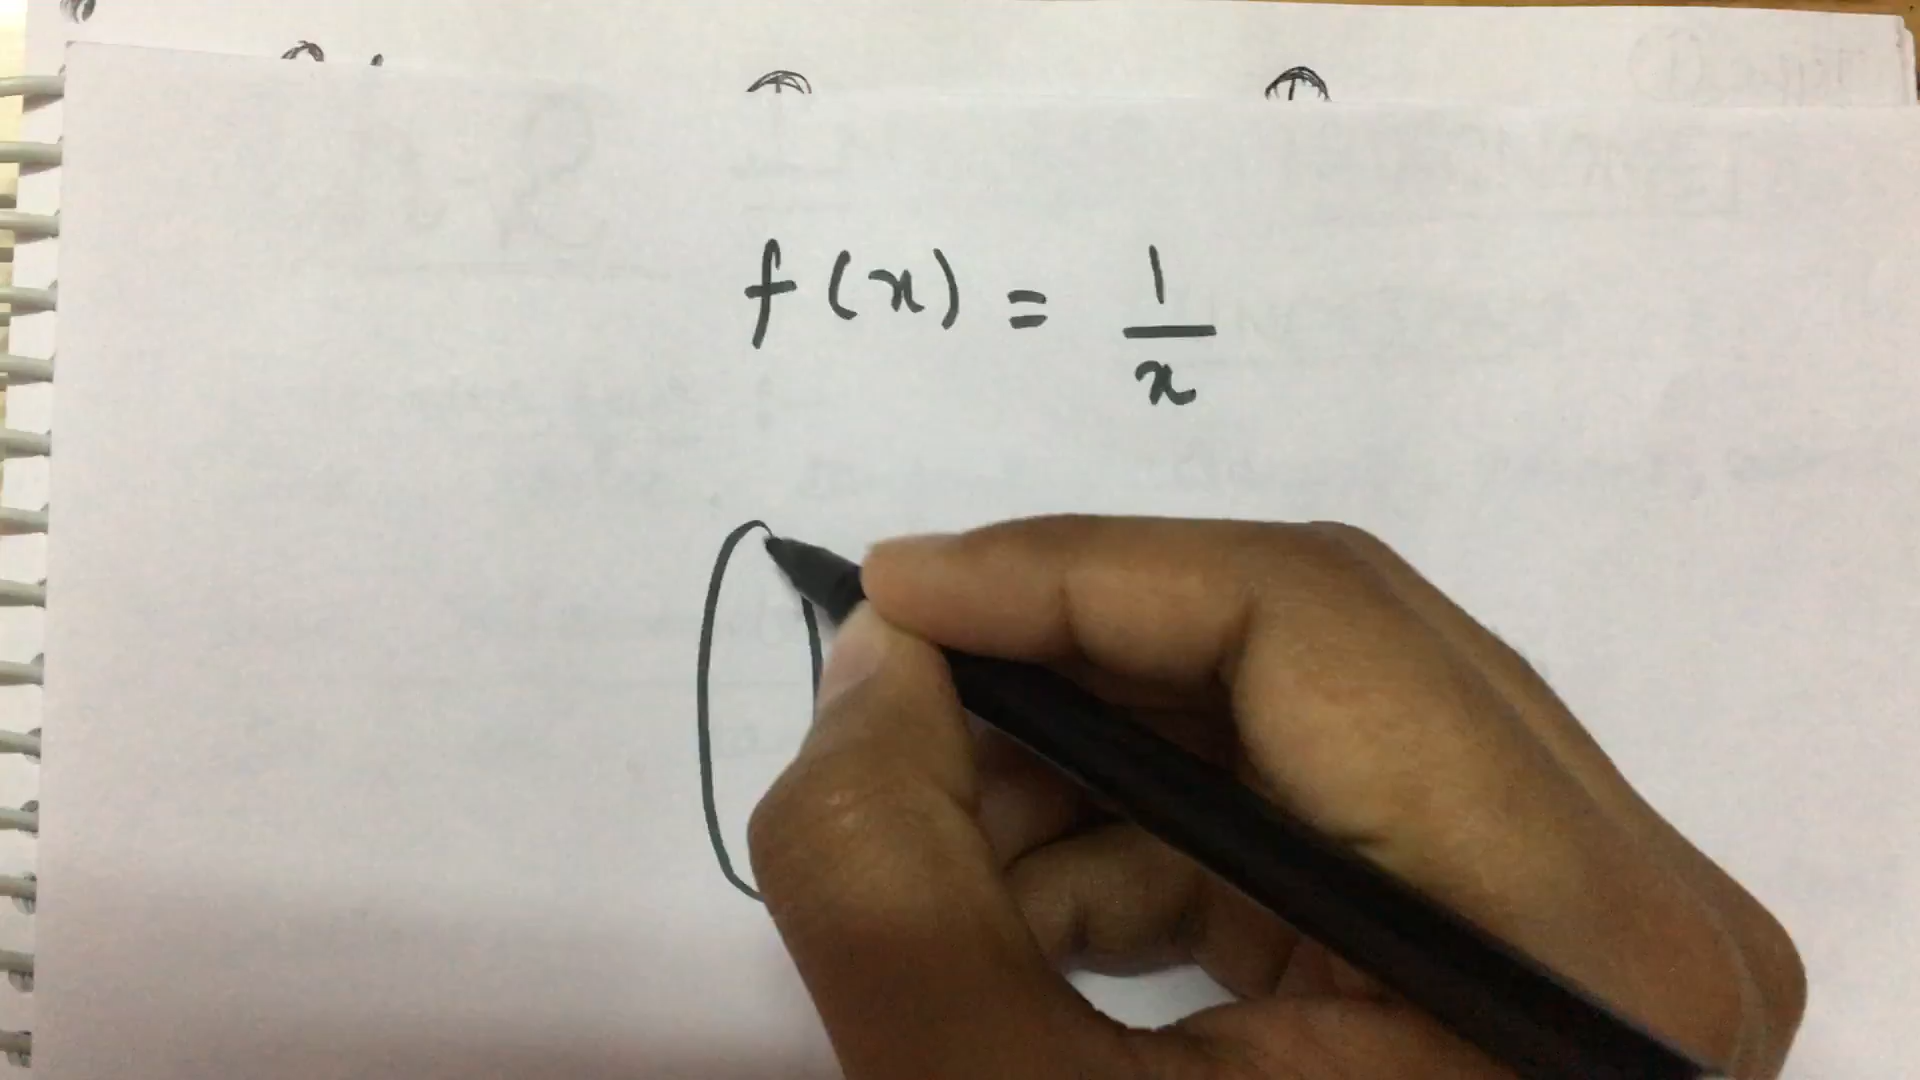 f(x) = 1/x